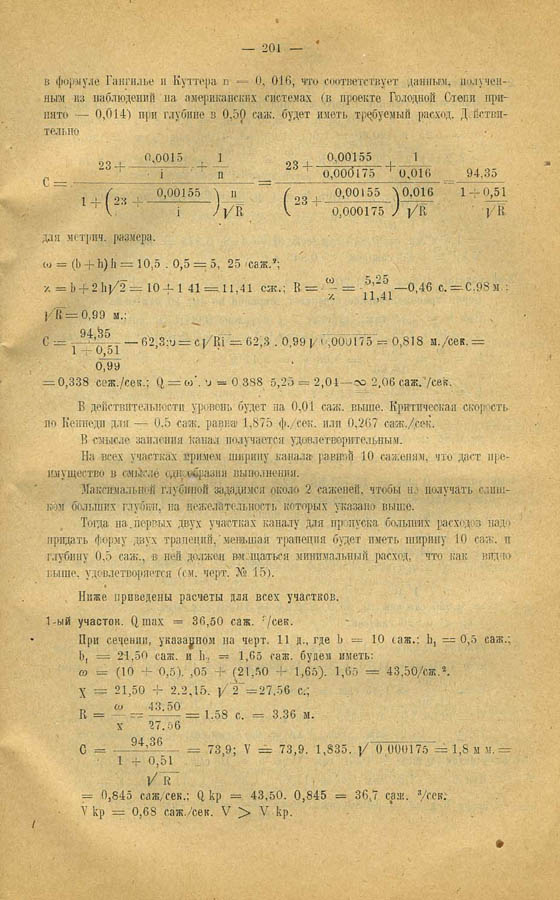 — 201 —
в формуле Гангилье и Куттера n — 0, 016, что соответствует данным, получен-
ным из наблюдений на американских системах (в проекте Голодной Степи при-
нято — 0,014) при глубине в 0,50 саж. будет иметь требуемый расход. Действи-
тельно
C = (23 + 0,0015 / i + 1 / n) / (1 + (23 + 0,00155 / i) n / √R) = (23 + 0,00155 / 0,000175 + 1 / 0,016) / ((23 + 0,00155 / 0,000175) 0,016 / √R) = 94,35 / (1 + 0,51 / √R)
для метрич. размера.
ω = (b + h) h = 10,5 . 0,5 = 5, 25 саж.²;
χ = b + 2 h √2 = 10 + 1 41 = 11,41 сж.; R = ω / χ = 5,25 / 11,41 — 0,46 с. = 0,98 м.;
√R = 0,99 м.;
C = 94,35 / (1 + 0,51 / 0,99) — 62,3; υ = c √Ri = 62,3 . 0,99 √0,000175 = 0,818 м./сек. =
= 0,338 сеж./сек.; Q = ω . υ = 0 388 5,25 = 2,04 — ∞ 2,06 саж.³/сек.
В действительности уровень будет на 0,01 саж. выше. Критическая скорость
по Кеннеди для — 0.5 саж. равна 1,875 ф./сек. или 0,267 саж./сек.
В смысле заиления канал получается удовлетворительным.
На всех участках примем ширину канала равной 10 саженям, что даст пре-
имущество в смысле однообразия выполнения.
Максимальной глубиной зададимся около 2 саженей, чтобы не получать слиш-
ком больших глубин, на нежелательность которых указано выше.
Тогда на первых двух участках каналу для пропуска больших расходов надо
придать форму двух трапеций, меньшая трапеция будет иметь ширину 10 саж. и
глубину 0,5 саж., в ней должен вмещаться минимальный расход, что как видно
выше, удовлетворяется (см. черт. № 15).
Ниже приведены расчеты для всех участков.
1-ый участок. Q max = 36,50 саж. ³/сек.
При сечении, указанном на черт. 11 д., где b = 10 саж.; h₁ = 0,5 саж.;
b₁ = 21,50 саж. и h₂ = 1,65 саж. будем иметь:
ω = (10 + 0,5). ,05 + (21,50 + 1,65). 1,65 = 43,50/сж.².
X = 21,50 + 2.2,15. √2 = 27,56 с.;
R = ω / x = 43.50 / 27.56 = 1.58 с. = 3.36 м.
C = 94,36 / (1 + 0,51 / √R) = 73,9; V = 73,9. 1,835. √0,000175 = 1,8 м м. =
= 0,845 саж/сек.; Q kp = 43,50. 0,845 = 36,7 саж. ³/сек.
V kp = 0,68 саж./сек. V > V kp.